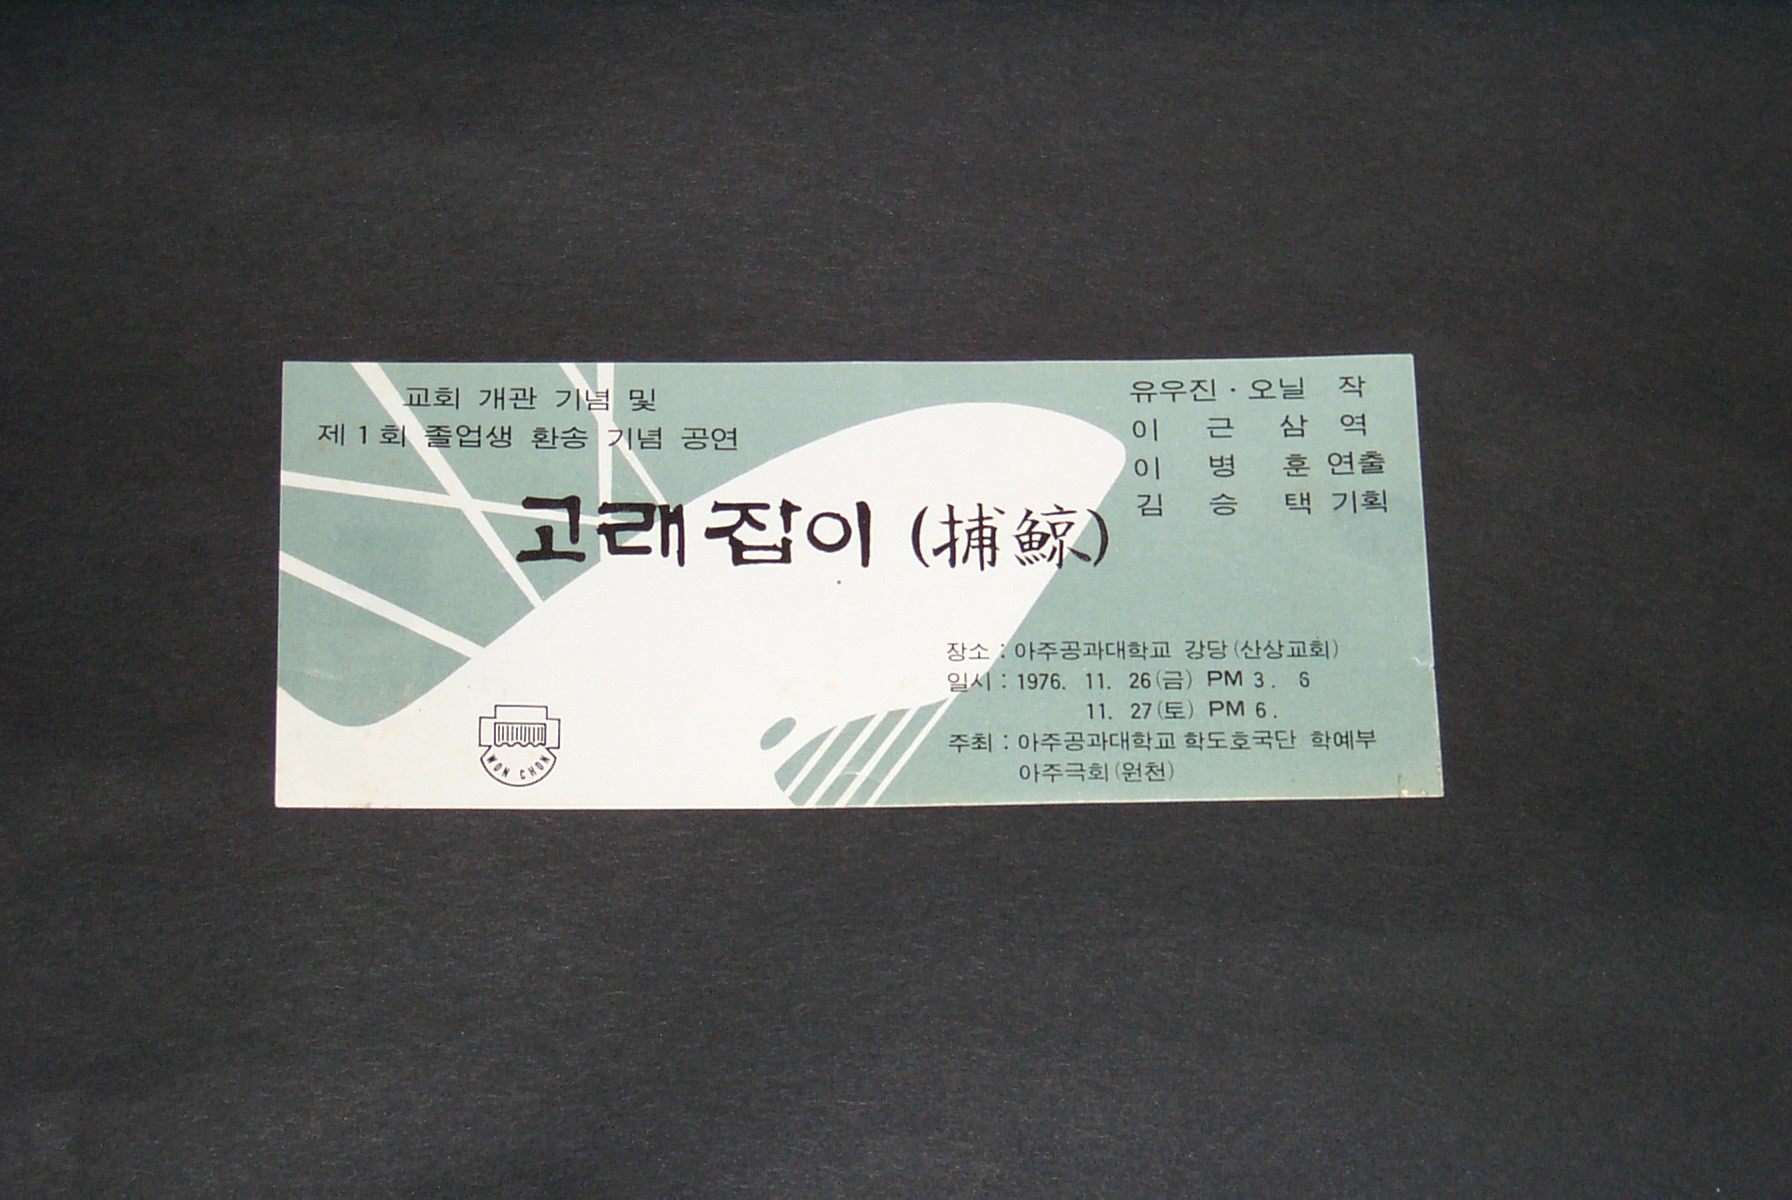 교회 개관 기념 및
제 1 회 졸업생 환송 기념 공연
고래잡이 (捕鯨)
유우진 · 오닐 작
이 근 삼 역
이 병 훈 연출
김 승 택 기획
장소 : 아주공과대학교 강당 (산상교회)
일시 : 1976. 11. 26 (금) PM 3. 6
11. 27 (토) PM 6.
주최 : 아주공과대학교 학도호국단 학예부
아주극회 (원천)
WON CHON